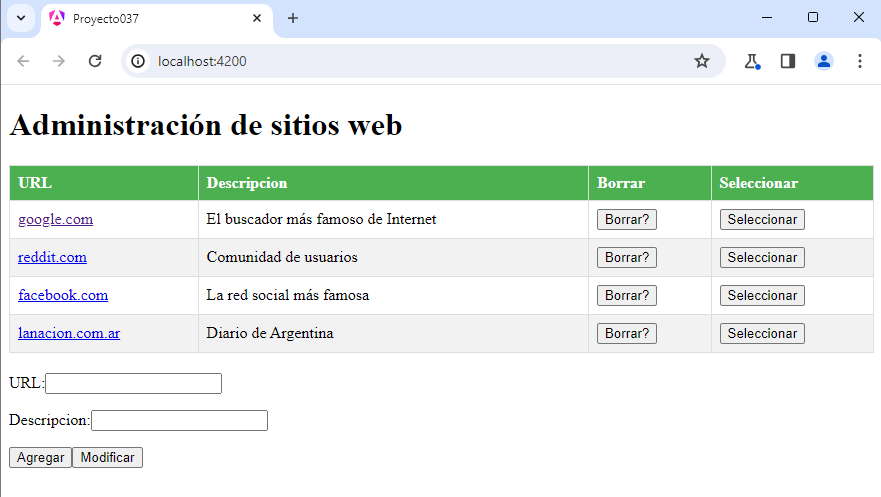 Proyecto037
localhost:4200
Administración de sitios web
URL Descripcion Borrar Seleccionar
google.com El buscador más famoso de Internet Borrar? Seleccionar
reddit.com Comunidad de usuarios Borrar? Seleccionar
facebook.com La red social más famosa Borrar? Seleccionar
lanacion.com.ar Diario de Argentina Borrar? Seleccionar
URL:
Descripcion:
Agregar Modificar